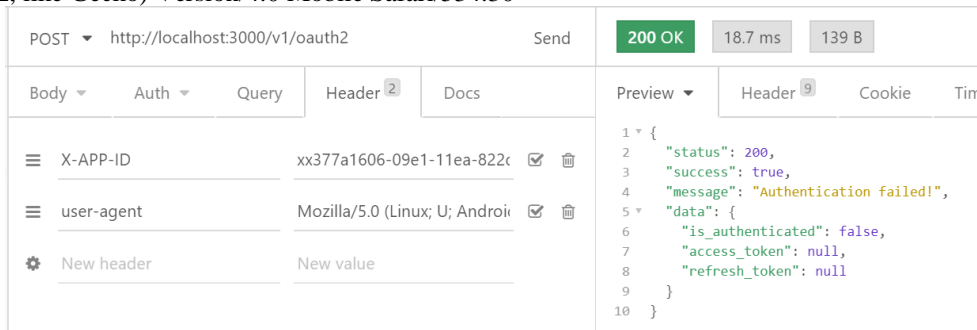 POST http://localhost:3000/v1/oauth2 Send
200 OK 18.7 ms 139 B
Body Auth Query Header 2 Docs
Preview Header 9 Cookie
X-APP-ID xx377a1606-09e1-11ea-822
user-agent Mozilla/5.0 (Linux; U;
New header New value
1 {
2 "status": 200,
3 "success": true,
4 "message": "Authentication failed!",
5 "data": {
6 "is_authenticated": false,
7 "access_token": null,
8 "refresh_token": null
9 }
10 }